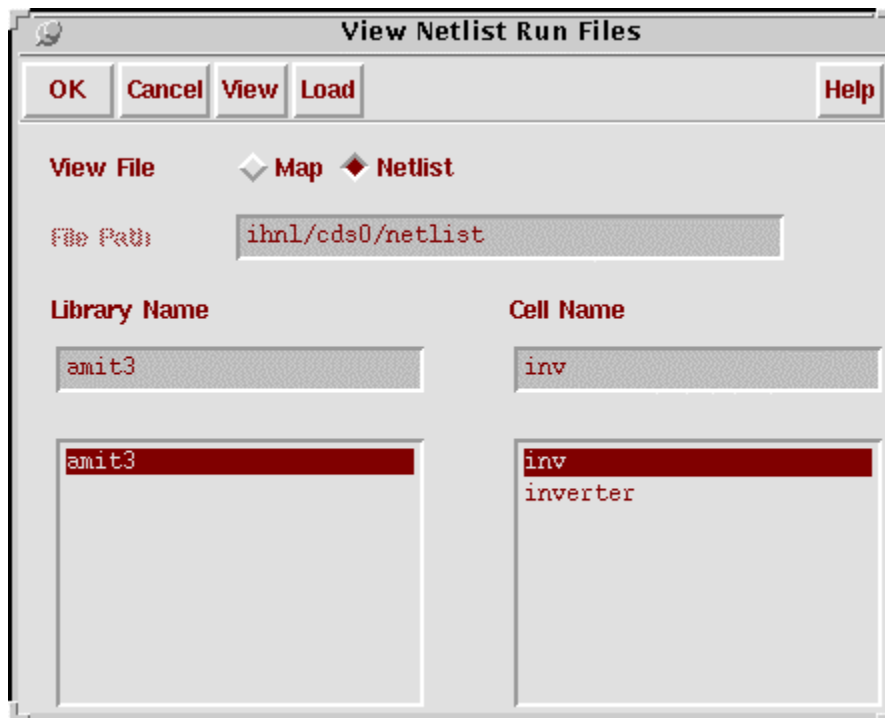 View Netlist Run Files
OK Cancel View Load Help
View File Map Netlist
File Path ihnl/cds0/netlist
Library Name Cell Name
amit3 inv
amit3 inv
inverter